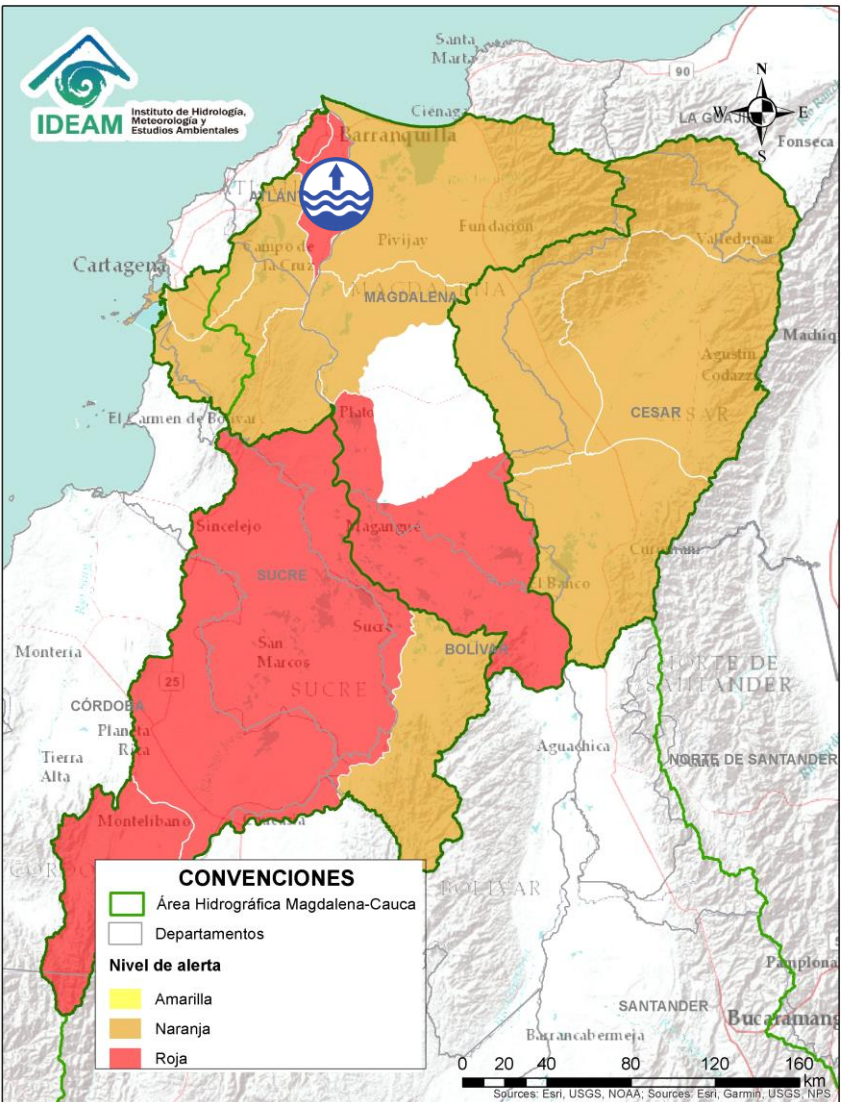 IDEAM
Instituto de Hidrología,
Meteorología y
Estudios Ambientales
Santa
Marta
90
N
W
E
S
LA GUAJIRA
Fonseca
Ciénaga
Barranquilla
Cartagena
Campo de
la Cruz
Pivijay
Fundación
Valledupar
MAGDALENA
MAGDALENA
Agustín
Codazzi
CESAR
CESAR
El Carmen de Bolívar
Plato
Sincelejo
Magangué
SUCRE
Curumaní
El Banco
Montería
San
Marcos
Sucre
BOLÍVAR
SUCRE
25
CÓRDOBA
Planeta
Rica
Tierra
Alta
NORTE DE
SANTANDER
Aguachica
NORTE DE SANTANDER
Montelíbano
BOLÍVAR
Pamplona
SANTANDER
Barrancabermeja
CONVENCIONES
Área Hidrográfica Magdalena-Cauca
Departamentos
Nivel de alerta
Amarilla
Naranja
Roja
0 20 40 80 120 160
km
Sources: Esri, USGS, NOAA; Sources: Esri, Garmin, USGS, NPS